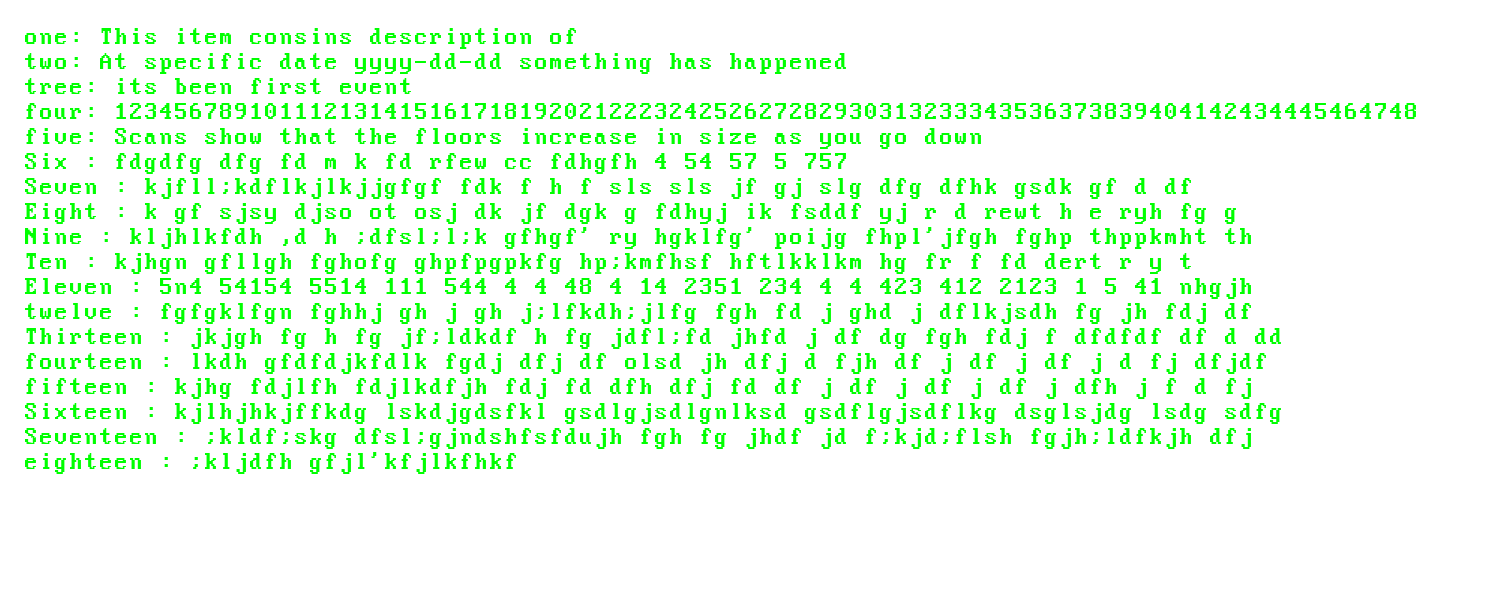 one: This item consins description of
two: At specific date yyyy-dd-dd something has happened
tree: its been first event
four: 123456789101112131415161718192021222324252627282930313233343536373839404142434445464748
five: Scans show that the floors increase in size as you go down
Six : fdgdfg dfg fd m k fd rfew cc fdhgfh 4 54 57 5 757
Seven : kjfll;kdflkjlkjjgfgf fdk f h f sls sls jf gj slg dfg dfhk gsdk gf d df
Eight : k gf sjsy djso ot osj dk jf dgk g fdhyj ik fsddf yj r d rewt h e ryh fg g
Nine : kljhlkfdh ,d h ;dfsl;l;k gfhgf' ry hgklfg' poijg fhpl'jfgh fghp thppkmht th
Ten : kjhgn gfllgh fghofg ghpfpgpkfg hp;kmfhsf hftlkklkm hg fr f fd dert r y t
Eleven : 5n4 54154 5514 111 544 4 4 48 4 14 2351 234 4 4 423 412 2123 1 5 41 nhgjh
twelve : fgfgklfgn fghhj gh j gh j;lfkdh;jlfg fgh fd j ghd j dflkjsdh fg jh fdj df
Thirteen : jkjgh fg h fg jf;ldkdf h fg jdfl;fd jhfd j df dg fgh fdj f dfdfdf df d dd
fourteen : lkdh gfdfdjkfdlk fgdj dfj df olsd jh dfj d fjh df j df j df j d fj dfjdf
fifteen : kjhg fdjlfh fdjlkdfjh fdj fd dfh dfj fd df j df j df j df j dfh j f d fj
Sixteen : kjlhjhkjffkdg lskdjgdsfkl gsdlgjsdlgnlksd gsdflgjsdflkg dsglsjdg lsdg sdfg
Seventeen : ;kldf;skg dfsl;gjndshfsfdujh fgh fg jhdf jd f;kjd;flsh fgjh;ldfkjh dfj
eighteen : ;kljdfh gfjl'kfjlkfhkf